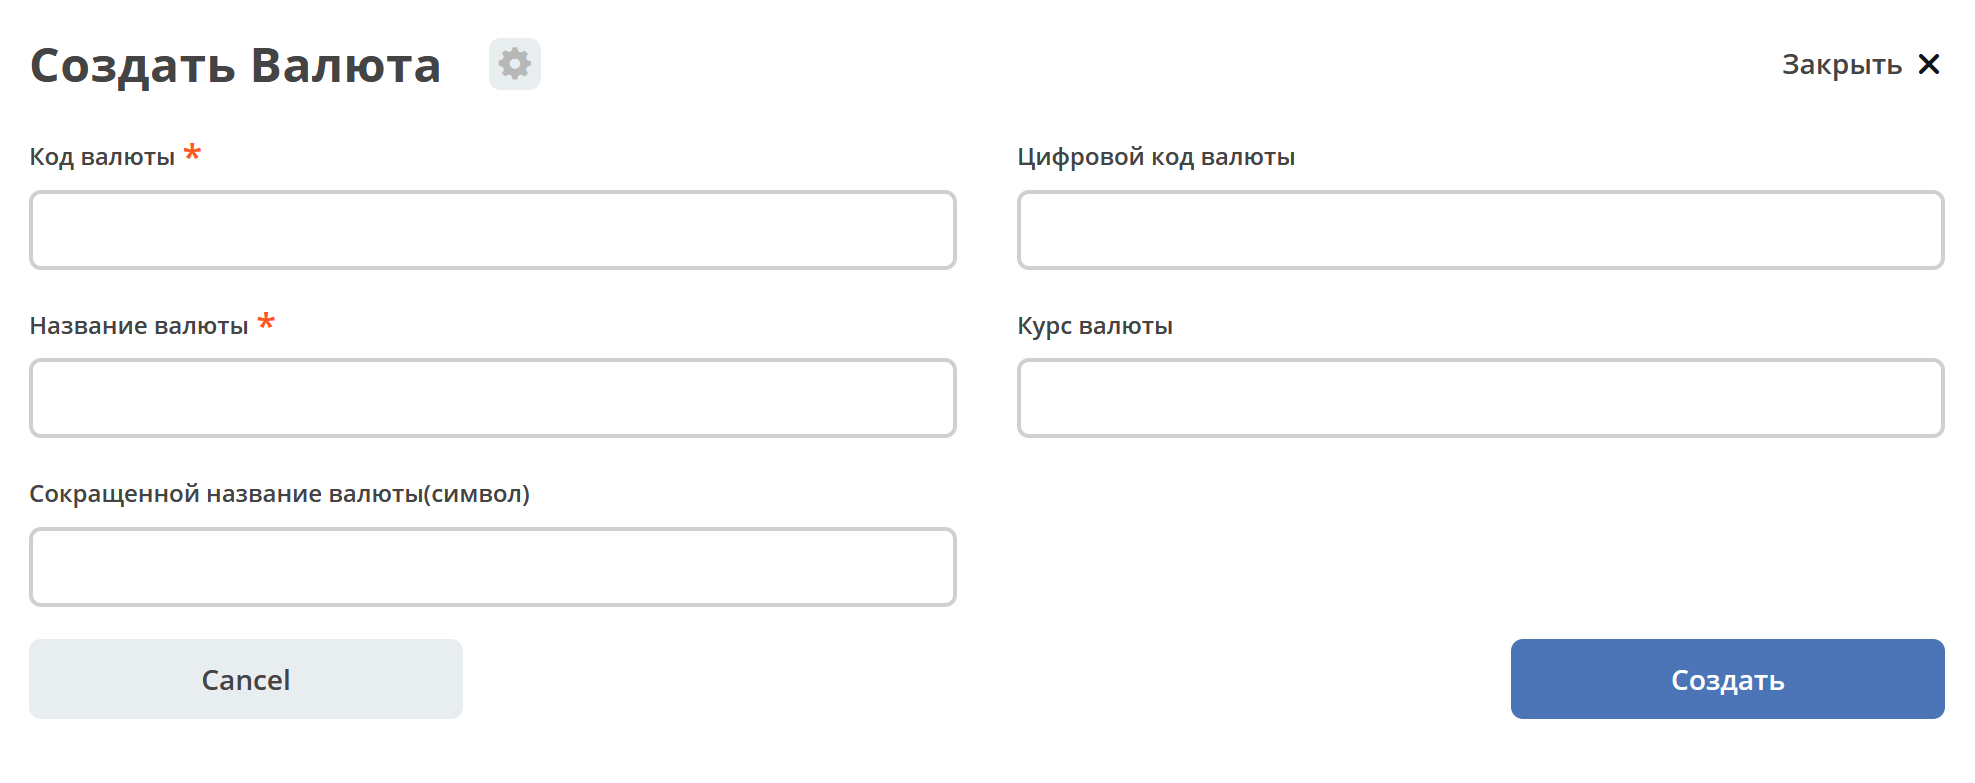 Создать Валюта
Закрыть
Код валюты *
Цифровой код валюты
Название валюты *
Курс валюты
Сокращенной название валюты(символ)
Cancel
Создать